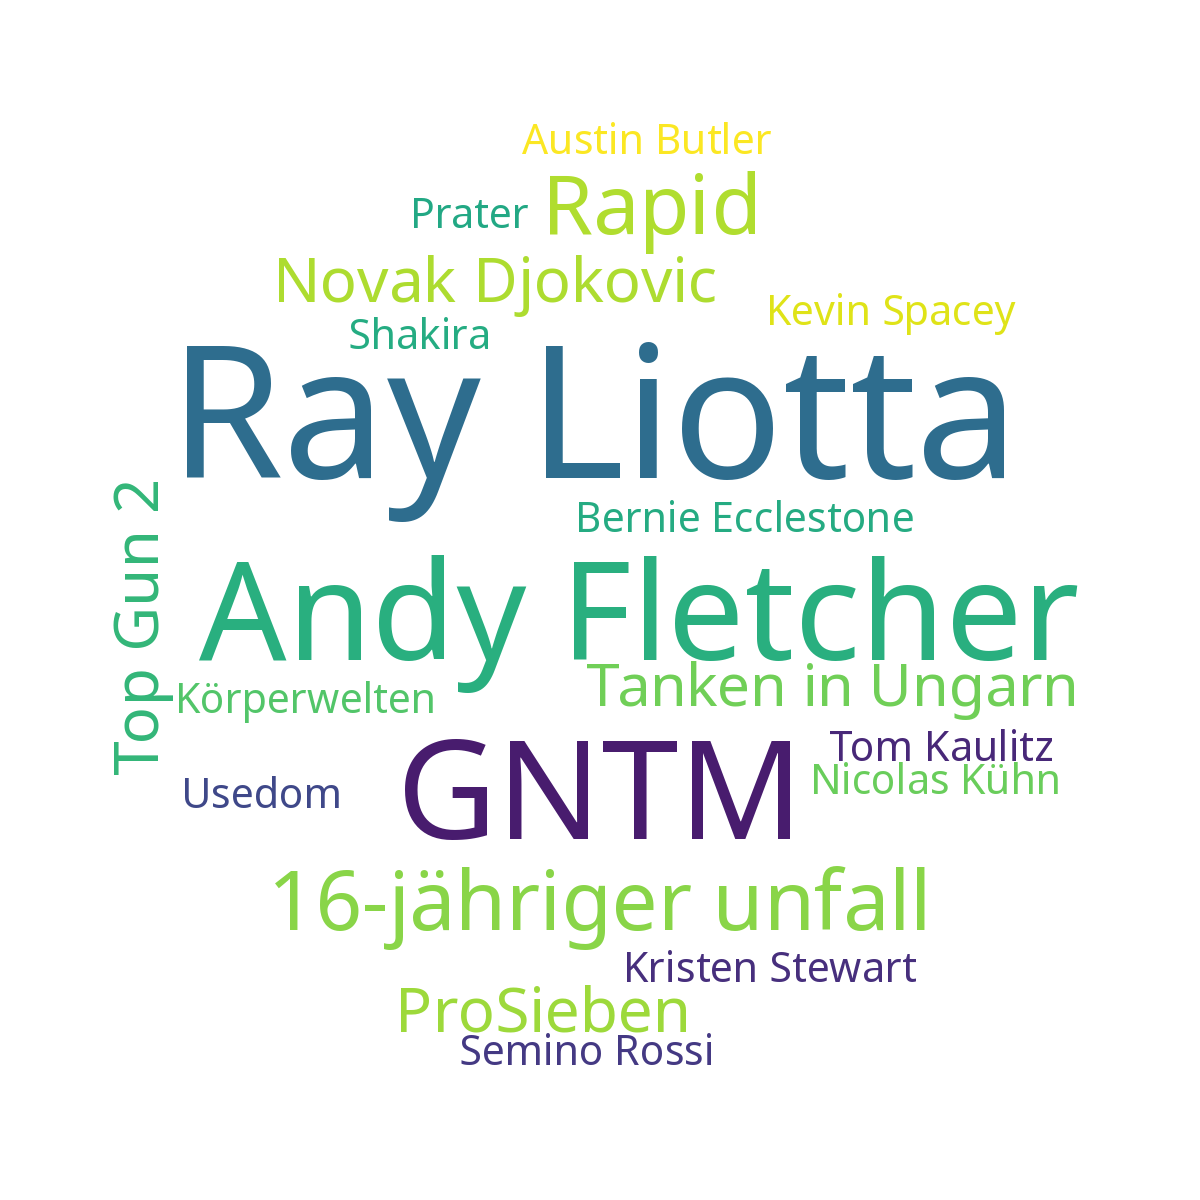 Austin Butler
Rapid
Prater
Novak Djokovic
Kevin Spacey
Shakira
Ray Liotta
Top Gun 2
Bernie Ecclestone
Andy Fletcher
Tanken in Ungarn
Körperwelten
GNTM
Tom Kaulitz
Nicolas Kühn
Usedom
16-jähriger unfall
Kristen Stewart
ProSieben
Semino Rossi